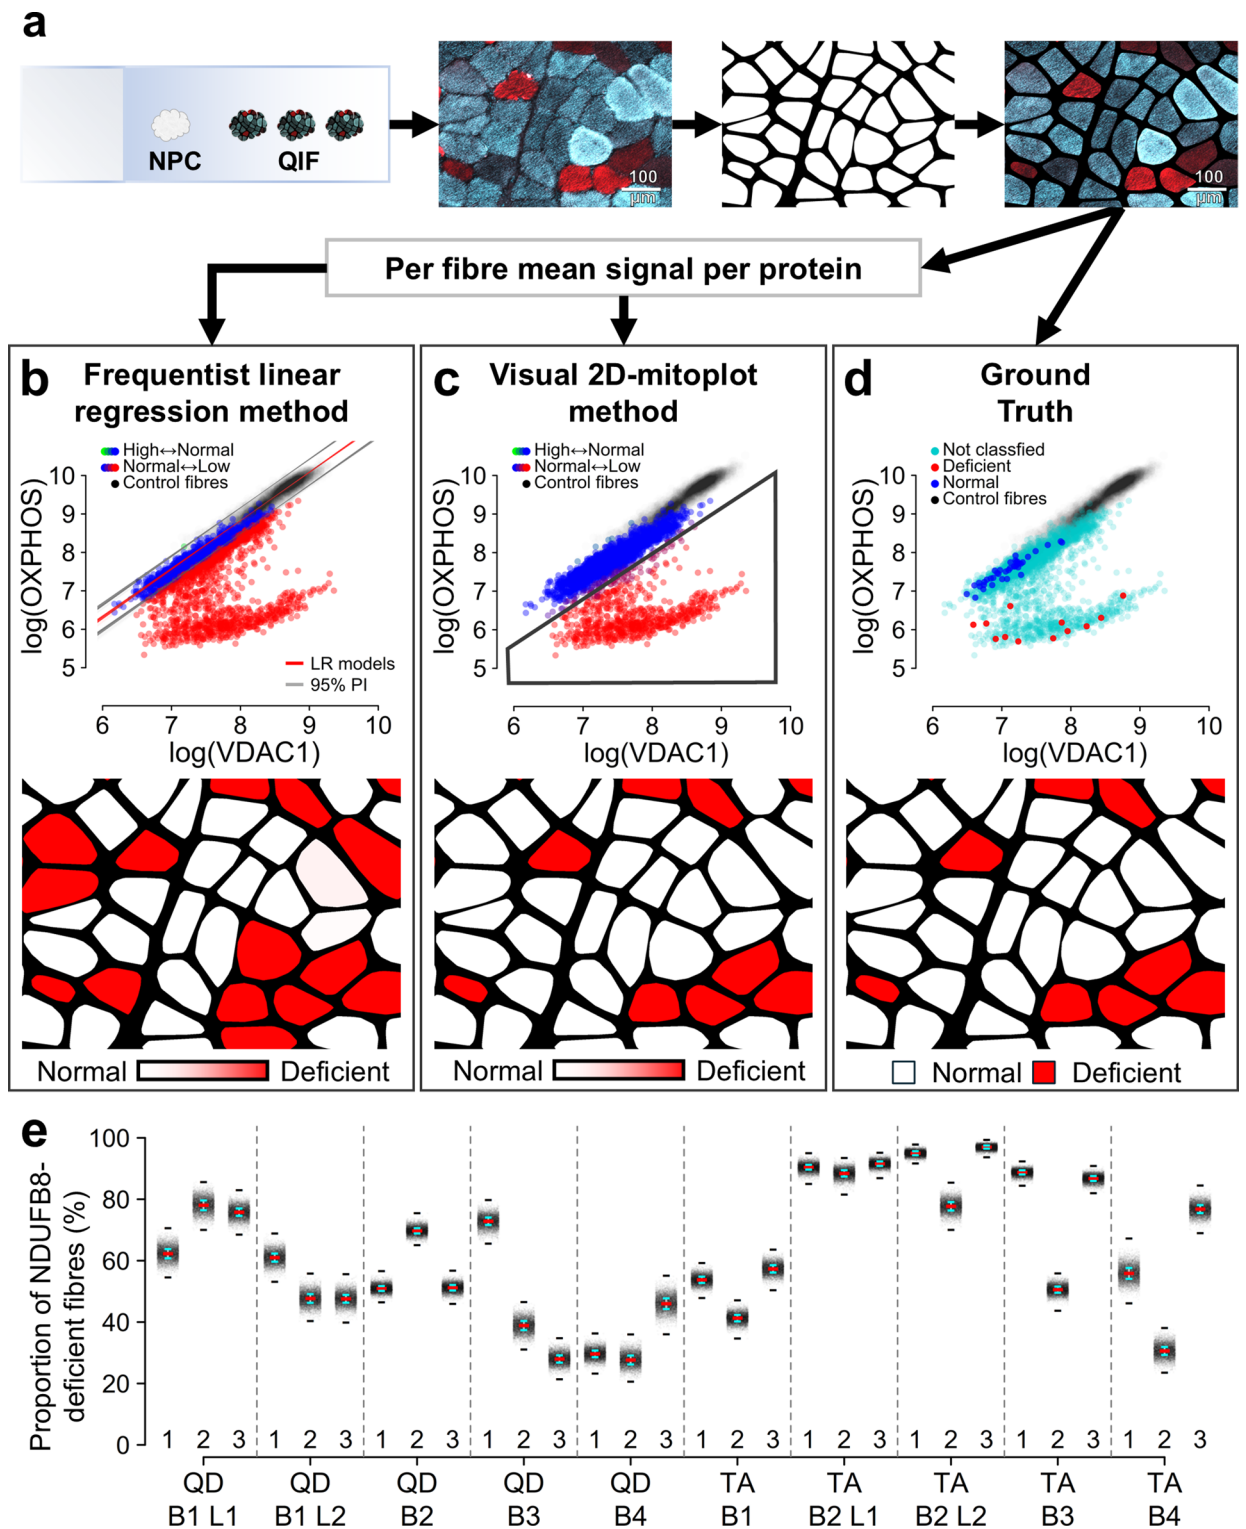 a
NPC
QIF
100
µm
100
µm
Per fibre mean signal per protein
b
Frequentist linear
regression method
High↔Normal
Normal↔Low
Control fibres
log(OXPHOS)
10
9
8
7
6
5
LR models
95% PI
6 7 8 9 10
log(VDAC1)
Normal
Deficient
c
Visual 2D-mitoplot
method
High↔Normal
Normal↔Low
Control fibres
log(OXPHOS)
10
9
8
7
6
5
6 7 8 9 10
log(VDAC1)
Normal
Deficient
d
Ground
Truth
Not classfied
Deficient
Normal
Control fibres
log(OXPHOS)
10
9
8
7
6
5
6 7 8 9 10
log(VDAC1)
Normal
Deficient
e
Proportion of NDUFB8-
deficient fibres (%)
100
80
60
40
20
0
1 2 3 1 2 3 1 2 3 1 2 3 1 2 3 1 2 3 1 2 3 1 2 3 1 2 3 1 2 3
QD QD QD QD QD TA TA TA TA TA
B1 L1 B1 L2 B2 B3 B4 B1 B2 L1 B2 L2 B3 B4